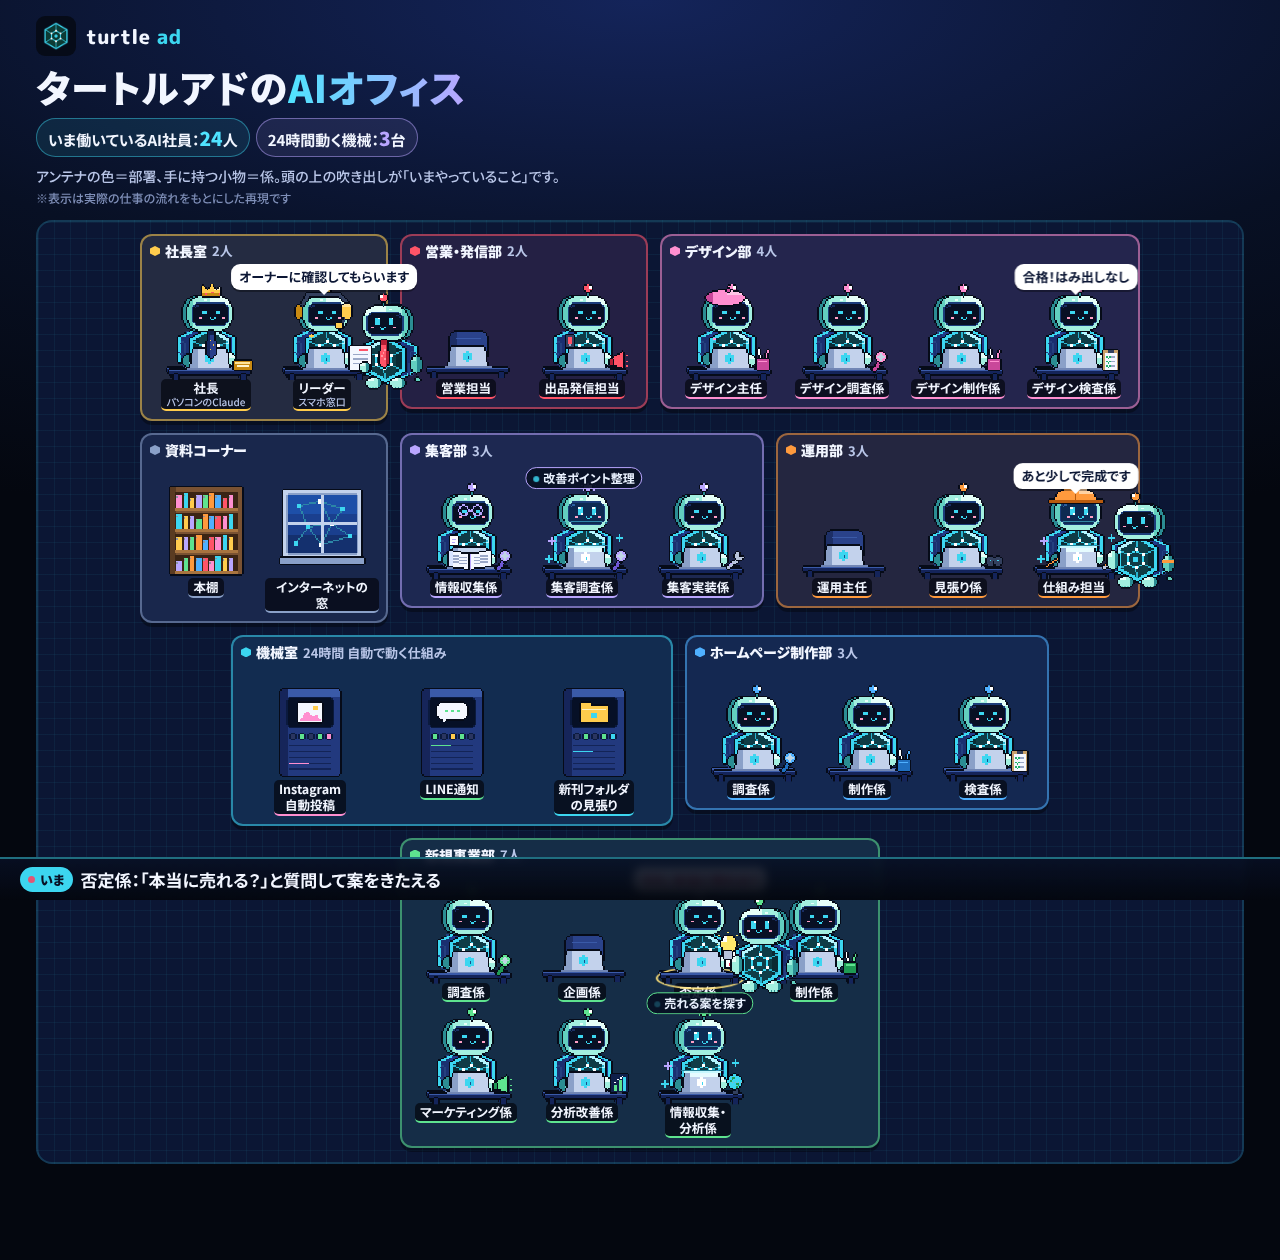 turtle ad
タートルアドのAIオフィス
いま働いているAI社員：24人
24時間動く機械：3台
アンテナの色＝部署、手に持つ小物＝係。頭の上の吹き出しが「いまやっていること」です。
※表示は実際の仕事の流れをもとにした再現です
社長室 2人
オーナーに確認してもらいます
社長
パソコンのClaude
リーダー
スマホ窓口
営業・発信部 2人
営業担当
出品発信担当
デザイン部 4人
合格！はみ出しなし
デザイン主任
デザイン調査係
デザイン制作係
デザイン検査係
資料コーナー
本棚
インターネットの
窓
集客部 3人
改善ポイント整理
情報収集係
集客調査係
集客実装係
運用部 3人
あと少しで完成です
運用主任
見張り係
仕組み担当
機械室 24時間 自動で動く仕組み
Instagram
自動投稿
LINE通知
新刊フォルダ
の見張り
ホームページ制作部 3人
調査係
制作係
検査係
新規事業部 7人
いま 否定係：「本当に売れる？」と質問して案をきたえる
調査係
企画係
否定係
制作係
売れる案を探す
マーケティング係
分析改善係
情報収集・
分析係